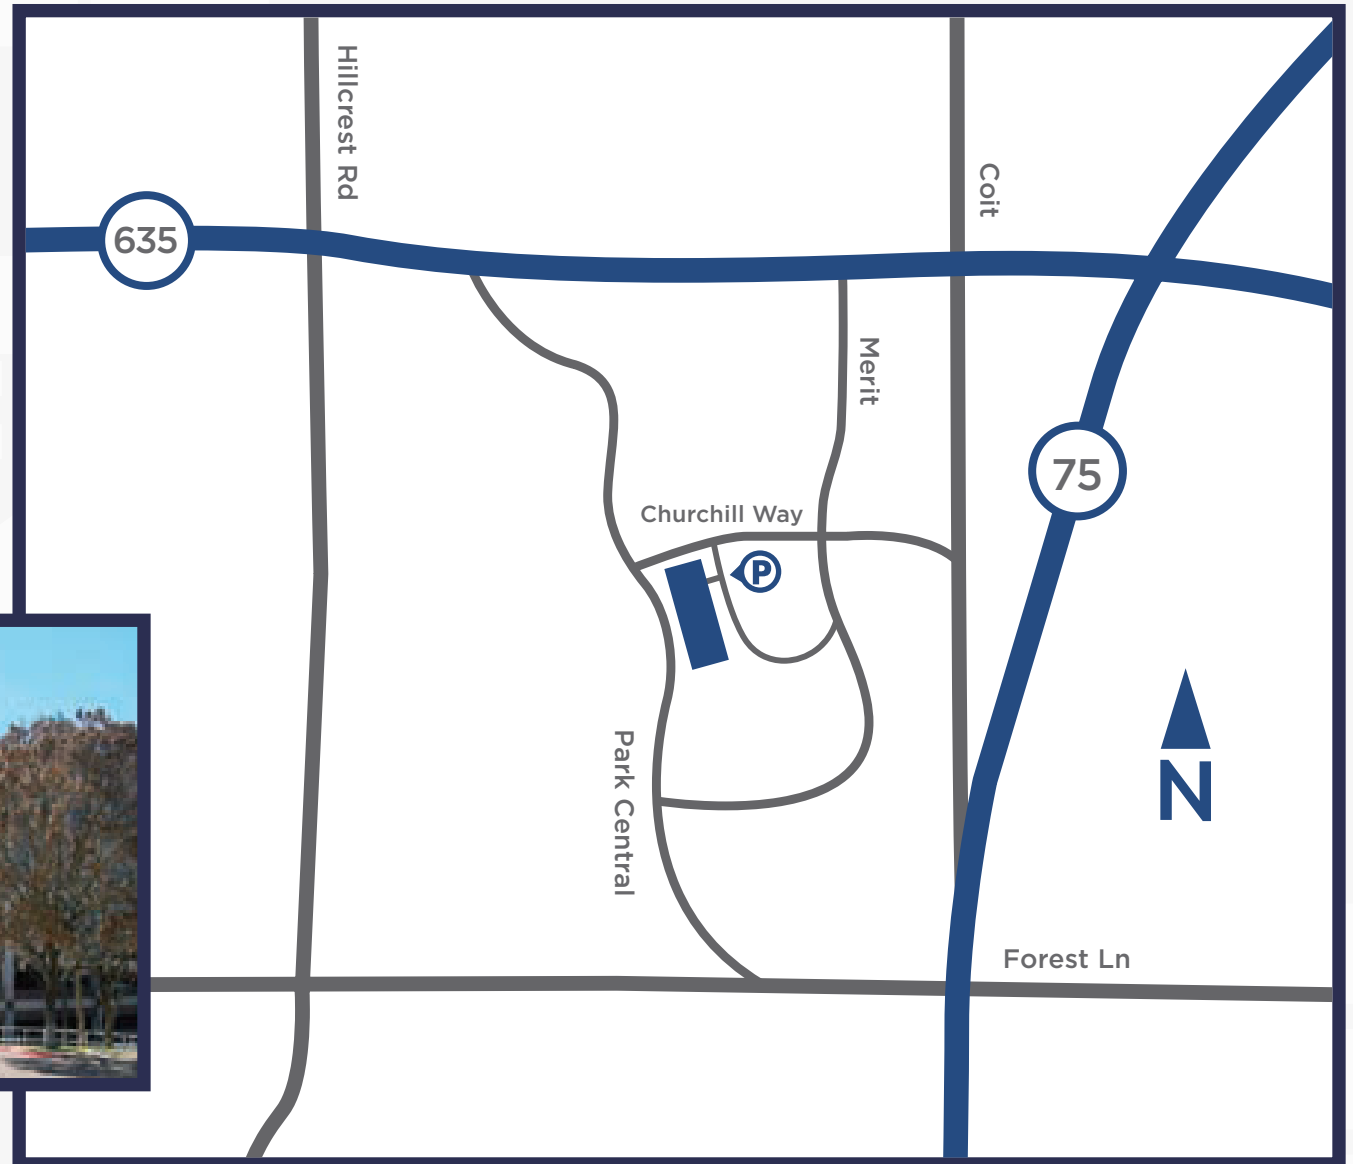 Hillcrest Rd
Coit
635
Merit
75
Churchill Way
P
Park Central
N
Forest Ln